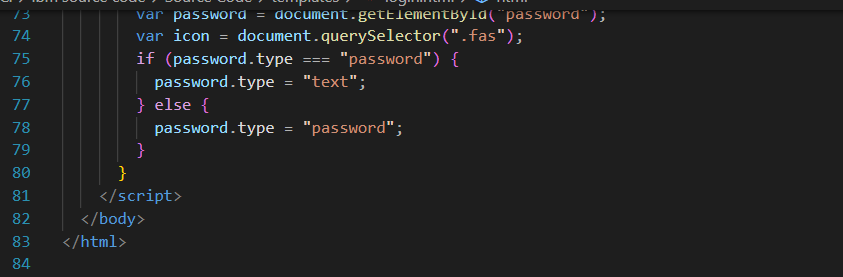 73 var password = document.getElementById("password");
74 var icon = document.querySelector(".fas");
75 if (password.type === "password") {
76 password.type = "text";
77 } else {
78 password.type = "password";
79 }
80 }
81 </script>
82 </body>
83 </html>
84